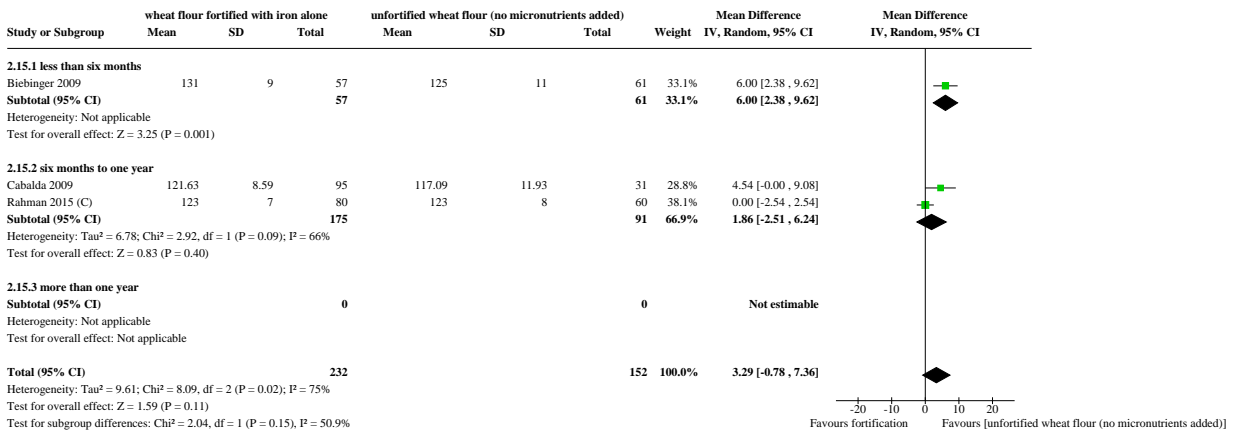 wheat flour fortified with iron alone unfortified wheat flour (no micronutrients added) Mean Difference Mean Difference
Study or Subgroup Mean SD Total Mean SD Total Weight IV, Random, 95% CI IV, Random, 95% CI
2.15.1 less than six months
Biebinger 2009 131 9 57 125 11 61 33.1% 6.00 [2.38 , 9.62]
Subtotal (95% CI) 57 61 33.1% 6.00 [2.38 , 9.62]
Heterogeneity: Not applicable
Test for overall effect: Z = 3.25 (P = 0.001)
2.15.2 six months to one year
Cabalda 2009 121.63 8.59 95 117.09 11.93 31 28.8% 4.54 [-0.00 , 9.08]
Rahman 2015 (C) 123 7 80 123 8 60 38.1% 0.00 [-2.54 , 2.54]
Subtotal (95% CI) 175 91 66.9% 1.86 [-2.51 , 6.24]
Heterogeneity: Tau² = 6.78; Chi² = 2.92, df = 1 (P = 0.09); I² = 66%
Test for overall effect: Z = 0.83 (P = 0.40)
2.15.3 more than one year
Subtotal (95% CI) 0 0 Not estimable
Heterogeneity: Not applicable
Test for overall effect: Not applicable
Total (95% CI) 232 152 100.0% 3.29 [-0.78 , 7.36]
Heterogeneity: Tau² = 9.61; Chi² = 8.09, df = 2 (P = 0.02); I² = 75%
Test for overall effect: Z = 1.59 (P = 0.11) -20 -10 0 10 20
Test for subgroup differences: Chi² = 2.04, df = 1 (P = 0.15), I² = 50.9% Favours fortification Favours [unfortified wheat flour (no micronutrients added)]